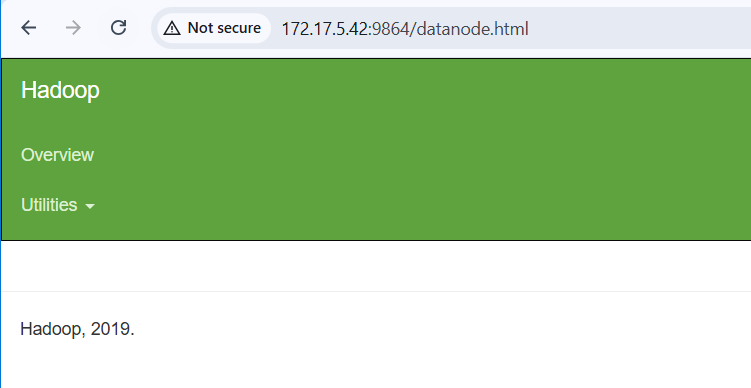 Not secure 172.17.5.42:9864/datanode.html
Hadoop
Overview
Utilities
Hadoop, 2019.